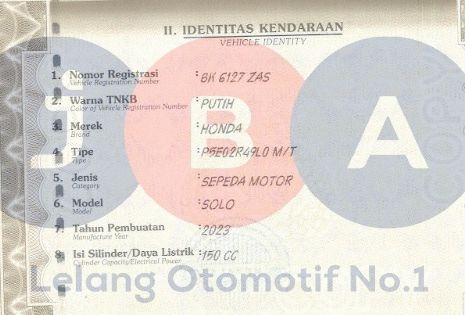 II. IDENTITAS KENDARAAN
VEHICLE IDENTITY
1. Nomor Registrasi : BK 6127 ZAS
Vehicle Registration Number
2. Warna TNKB : PUTIH
Color of Vehicle Registration Number
3. Merek : HONDA
Brand
4. Tipe : P5E02R49L0 M/T
Type
5. Jenis : SEPEDA MOTOR
Category
6. Model : SOLO
Model
7. Tahun Pembuatan : 2023
Manufacture Year
8. Isi Silinder/Daya Listrik : 150 CC
Cylinder Capacity/Electrical Power
JBA
Lelang Otomotif No.1